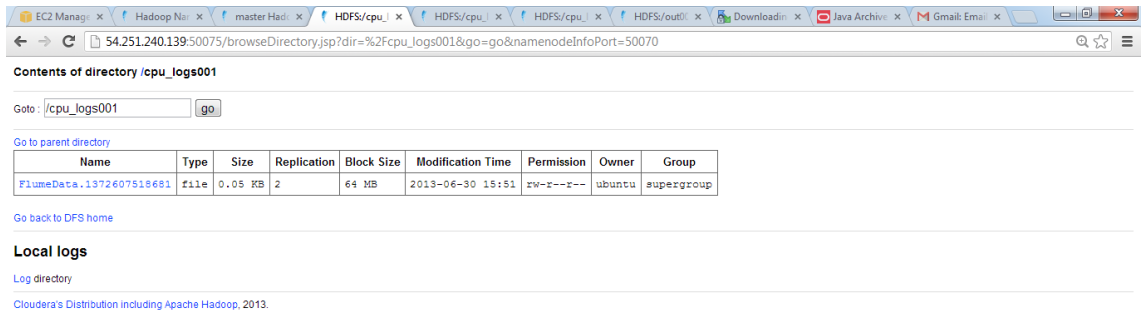 EC2 Manage Hadoop Nar master Hado HDFS:/cpu_l HDFS:/cpu_l HDFS:/cpu_l HDFS:/out0 Downloadin Java Archive Gmail: Emai
54.251.240.139:50075/browseDirectory.jsp?dir=%2Fcpu_logs001&go=go&namenodeInfoPort=50070
Contents of directory /cpu_logs001
Goto : /cpu_logs001 go
Go to parent directory
Name Type Size Replication Block Size Modification Time Permission Owner Group
FlumeData.1372607518681 file 0.05 KB 2 64 MB 2013-06-30 15:51 rw-r--r-- ubuntu supergroup
Go back to DFS home
Local logs
Log directory
Cloudera's Distribution including Apache Hadoop, 2013.